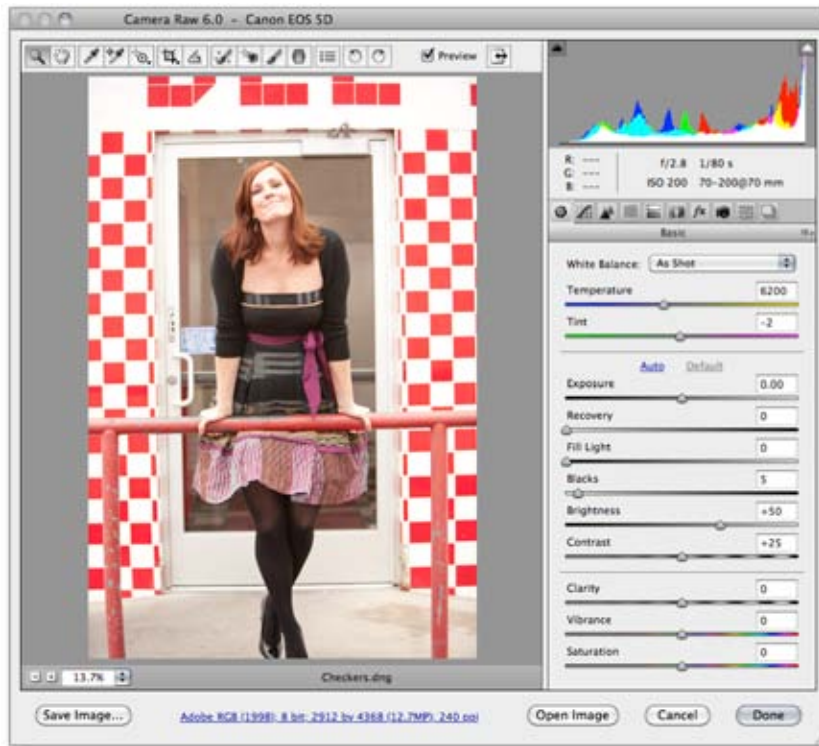 Camera Raw 6.0 - Canon EOS 5D
Preview
R: ---
G: ---
B: ---
f/2.8 1/80 s
ISO 200 70-200@70 mm
fx
Basic
White Balance: As Shot
Temperature 6200
Tint -2
Auto Default
Exposure 0.00
Recovery 0
Fill Light 0
Blacks 5
Brightness +50
Contrast +25
Clarity 0
Vibrance 0
Saturation 0
13.7% Checkers.dng
Save Image... Adobe RGB (1998); 8 bit; 2912 by 4368 (12.7MP); 240 ppi Open Image Cancel Done